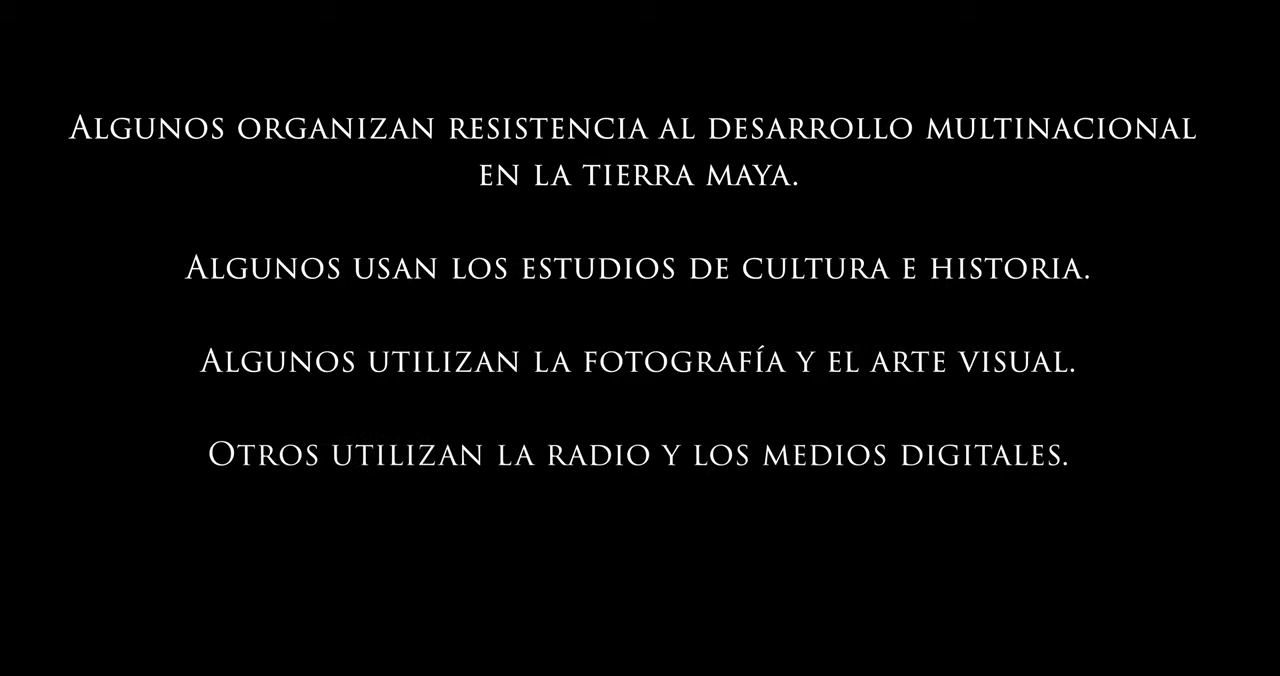 Algunos organizan resistencia al desarrollo multinacional
en la tierra maya.
Algunos usan los estudios de cultura e historia.
Algunos utilizan la fotografía y el arte visual.
Otros utilizan la radio y los medios digitales.